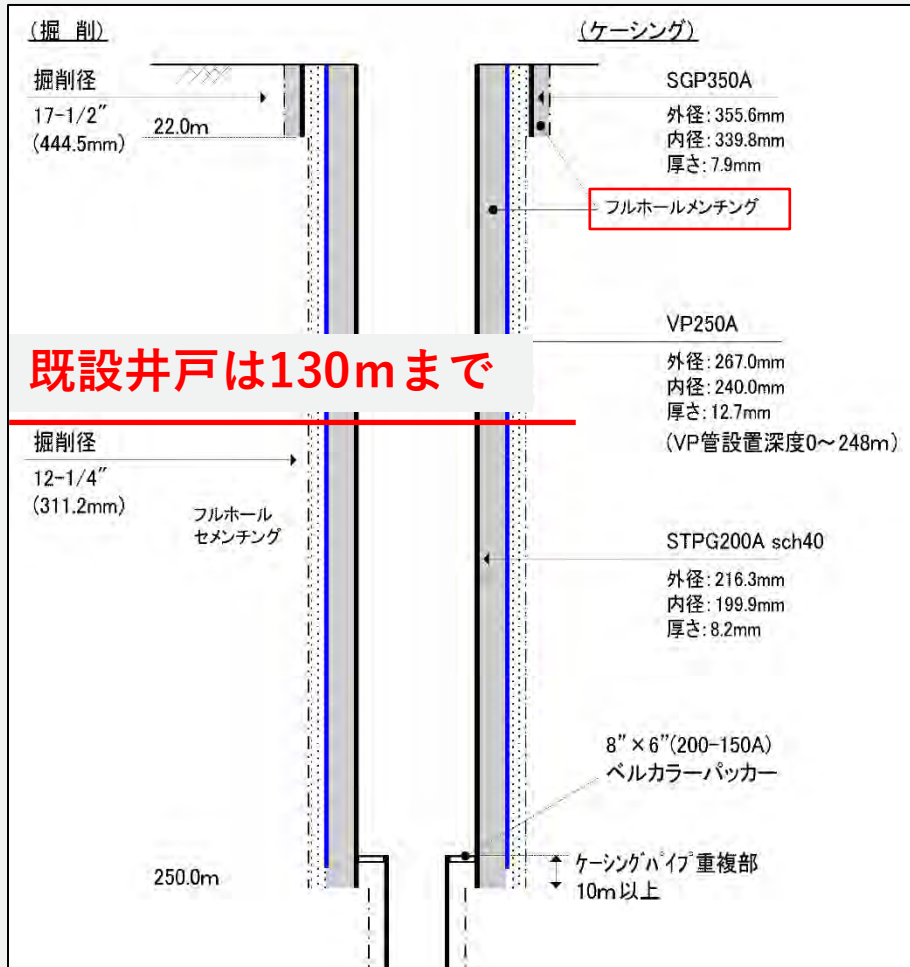 (掘 削)
(ケーシング)
掘削径
17-1/2”
(444.5mm)
22.0m
SGP350A
外径:355.6mm
内径:339.8mm
厚さ:7.9mm
フルホールメンチング
VP250A
外径:267.0mm
内径:240.0mm
厚さ:12.7mm
(VP管設置深度0~248m)
既設井戸は130mまで
掘削径
12-1/4”
(311.2mm)
フルホール
セメンチング
STPG200A sch40
外径:216.3mm
内径:199.9mm
厚さ:8.2mm
8”×6”(200-150A)
ベルカラーパッカー
250.0m
ケーシングパイプ重複部
10m以上